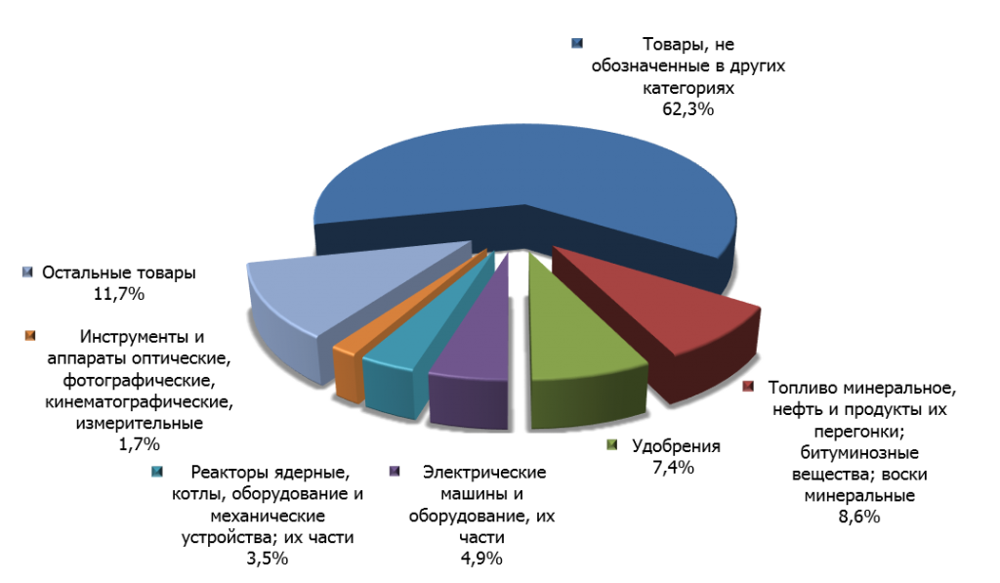 Товары, не
обозначенные в других
категориях
62,3%
Остальные товары
11,7%
Инструменты и
аппараты оптические,
фотографические,
кинематографические,
измерительные
1,7%
Реакторы ядерные,
котлы, оборудование и
механические
устройства; их части
3,5%
Электрические
машины и
оборудование, их
части
4,9%
Удобрения
7,4%
Топливо минеральное,
нефть и продукты их
перегонки;
битуминозные
вещества; воски
минеральные
8,6%